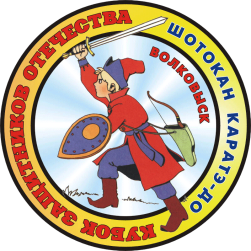 КУБОК ЗАЩИТНИКОВ ОТЕЧЕСТВА
ШОТОКАН КАРАТЭ-ДО
ВОЛКОВЫСК